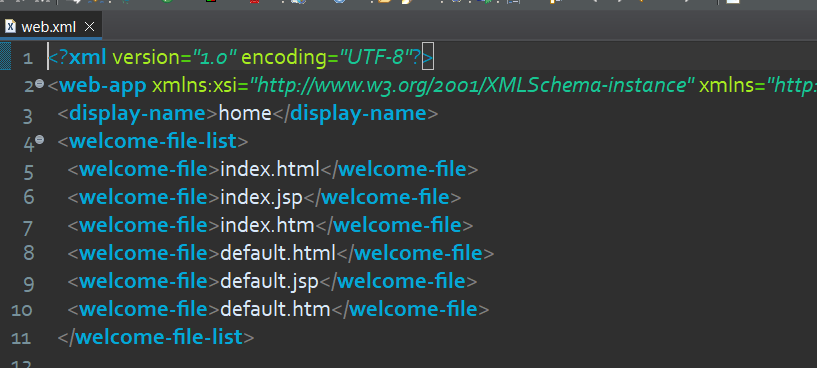 web.xml
1 <?xml version="1.0" encoding="UTF-8"?>
2 <web-app xmlns:xsi="http://www.w3.org/2001/XMLSchema-instance" xmlns="http:
3 <display-name>home</display-name>
4 <welcome-file-list>
5 <welcome-file>index.html</welcome-file>
6 <welcome-file>index.jsp</welcome-file>
7 <welcome-file>index.htm</welcome-file>
8 <welcome-file>default.html</welcome-file>
9 <welcome-file>default.jsp</welcome-file>
10 <welcome-file>default.htm</welcome-file>
11 </welcome-file-list>
12